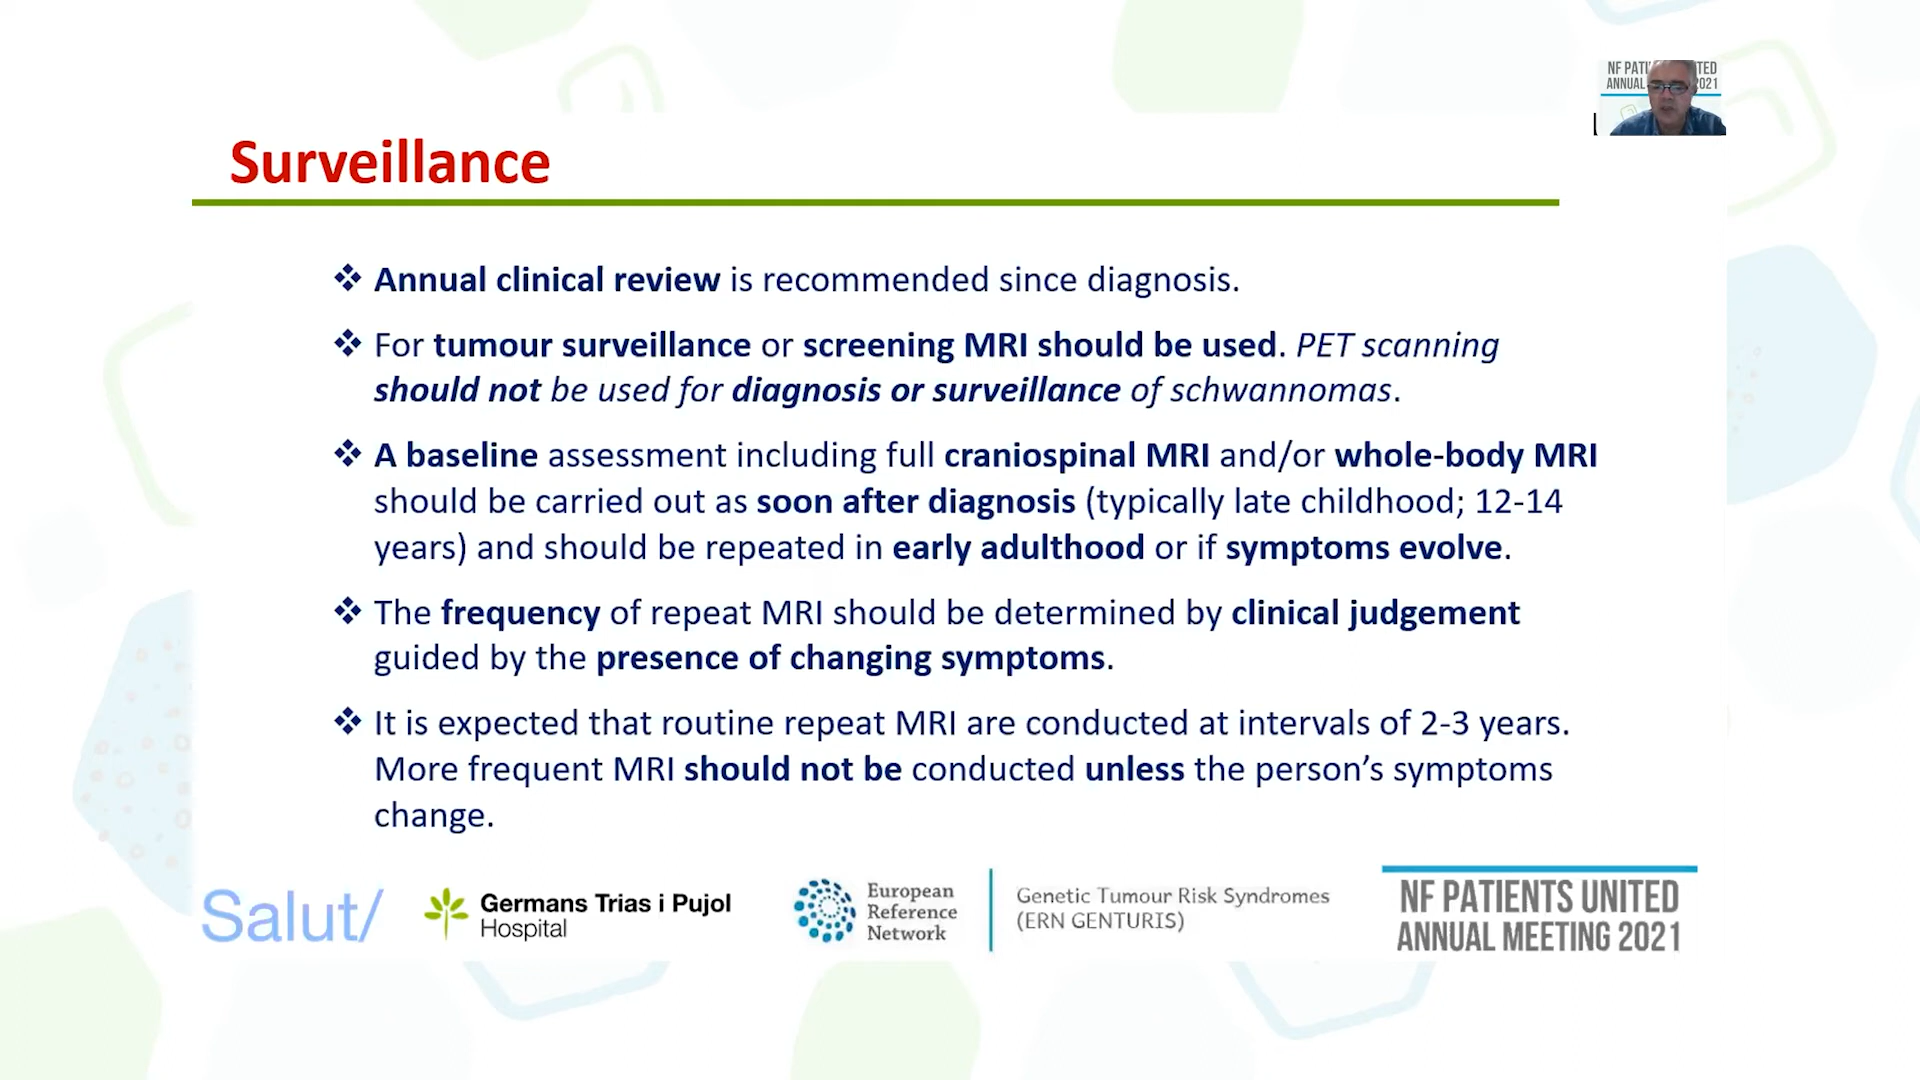 NF PATI TED
ANNUAL 2021
Surveillance
❖ Annual clinical review is recommended since diagnosis.
❖ For tumour surveillance or screening MRI should be used. PET scanning
should not be used for diagnosis or surveillance of schwannomas.
❖ A baseline assessment including full craniospinal MRI and/or whole-body MRI
should be carried out as soon after diagnosis (typically late childhood; 12-14
years) and should be repeated in early adulthood or if symptoms evolve.
❖ The frequency of repeat MRI should be determined by clinical judgement
guided by the presence of changing symptoms.
❖ It is expected that routine repeat MRI are conducted at intervals of 2-3 years.
More frequent MRI should not be conducted unless the person's symptoms
change.
Salut/
Germans Trias i Pujol
Hospital
European
Reference
Network
Genetic Tumour Risk Syndromes
(ERN GENTURIS)
NF PATIENTS UNITED
ANNUAL MEETING 2021